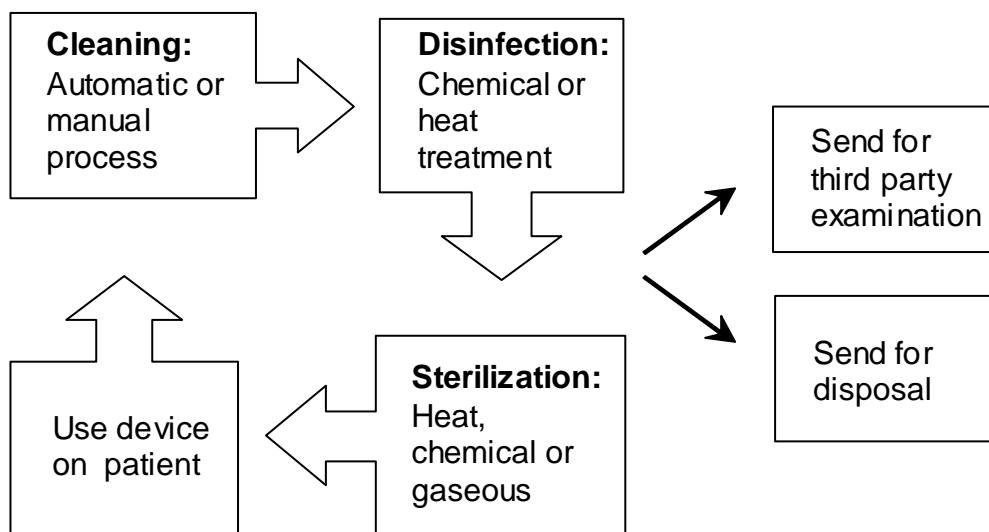 Cleaning:
Automatic or
manual
process
Disinfection:
Chemical or
heat
treatment
Send for
third party
examination
Send for
disposal
Sterilization:
Heat,
chemical or
gaseous
Use device
on patient